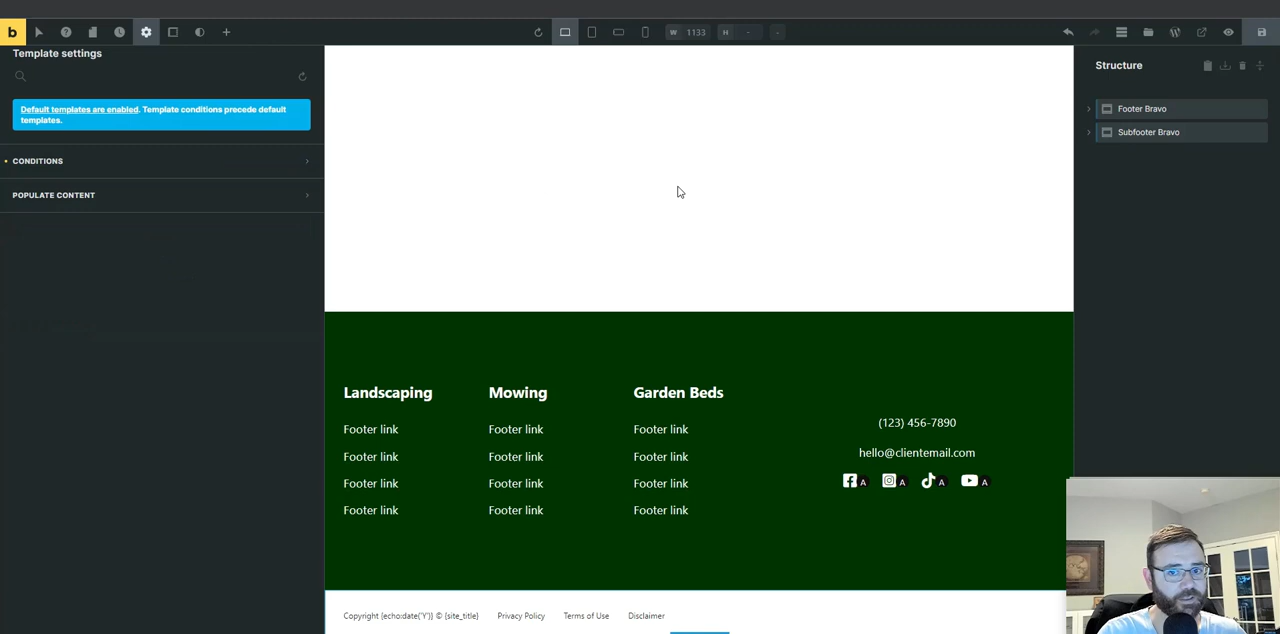 b
W 1133 H - -
Template settings
Structure
Default templates are enabled. Template conditions precede default
templates.
CONDITIONS
POPULATE CONTENT
Footer Bravo
Subfooter Bravo
Landscaping Mowing Garden Beds
Footer link Footer link Footer link (123) 456-7890
Footer link Footer link Footer link hello@clientemail.com
Footer link Footer link Footer link A A A A
Footer link Footer link Footer link
Copyright {echo:date('Y')} © {site_title} Privacy Policy Terms of Use Disclaimer